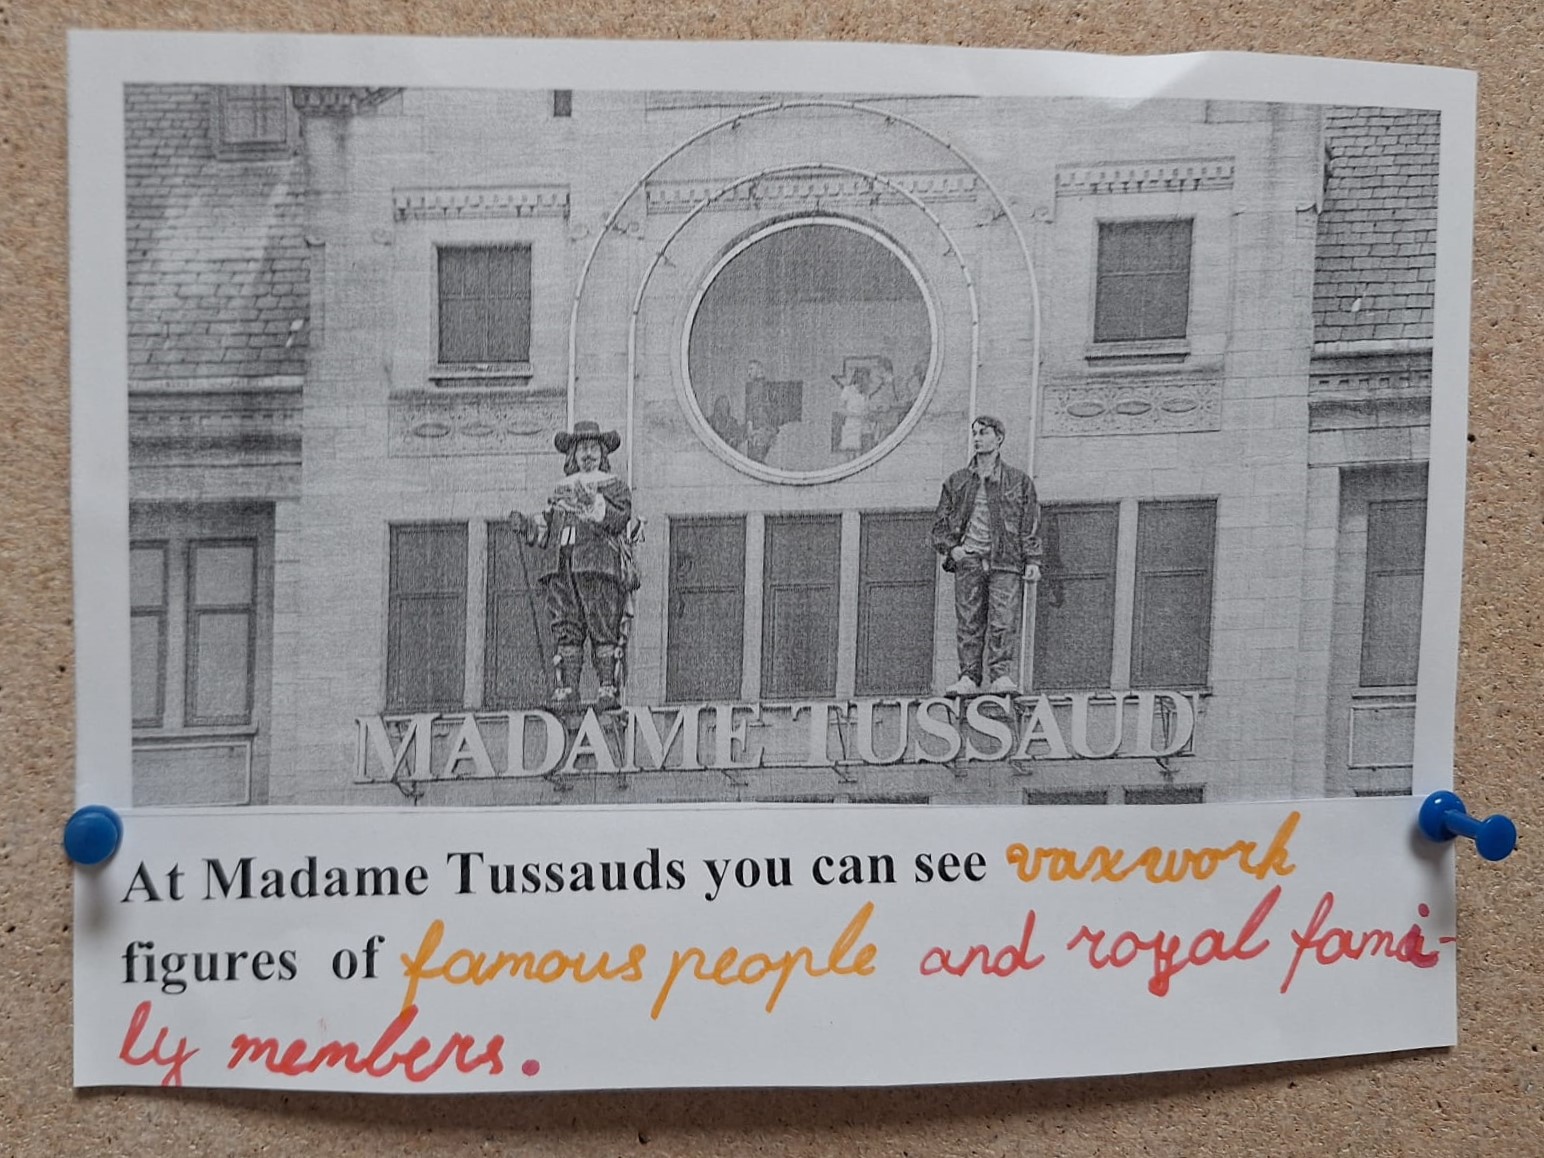 MADAME TUSSAUD
At Madame Tussauds you can see vaxwork
figures of famous people and royal fami-
ly members.